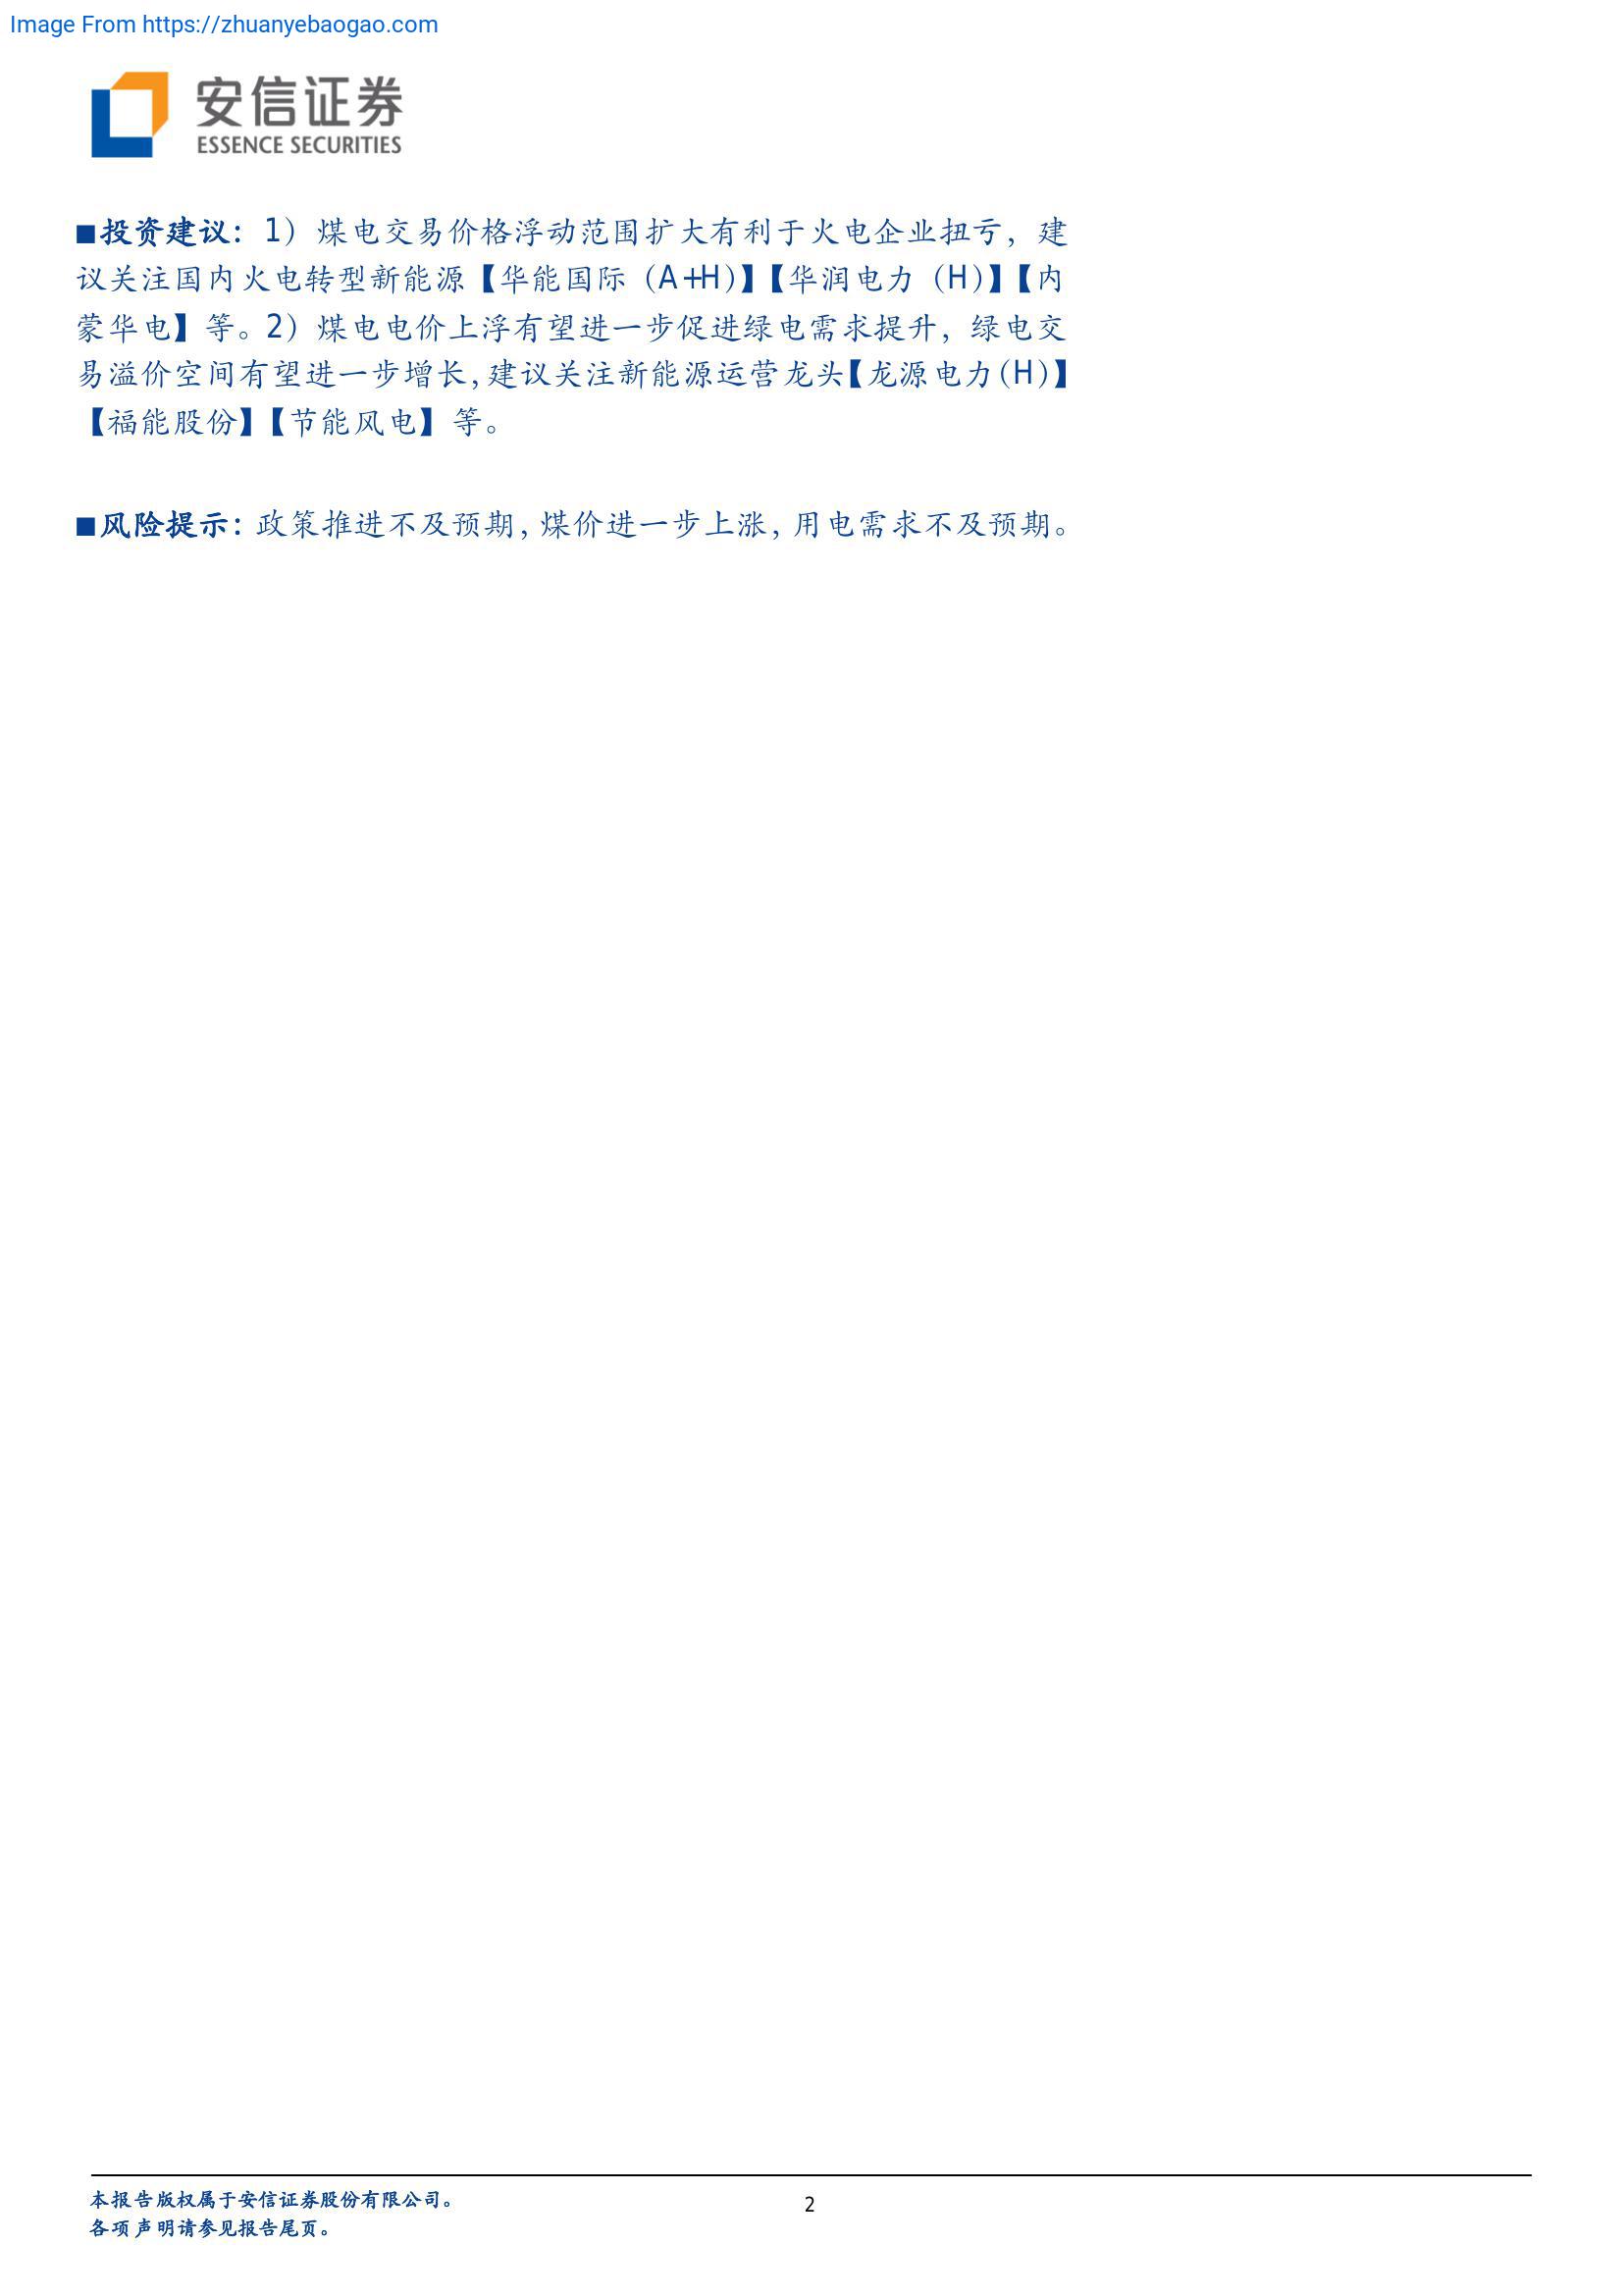 Image From https://zhuanyebaogao.com
安信证券
ESSENCE SECURITIES
■投资建议：1）煤电交易价格浮动范围扩大有利于火电企业扭亏，建
议关注国内火电转型新能源【华能国际（A+H）】【华润电力（H）】【内
蒙华电】等。2）煤电电价上浮有望进一步促进绿电需求提升，绿电交
易溢价空间有望进一步增长，建议关注新能源运营龙头【龙源电力（H）】
【福能股份】【节能风电】等。
■风险提示：政策推进不及预期，煤价进一步上涨，用电需求不及预期。
本报告版权属于安信证券股份有限公司。
各项声明请参见报告尾页。
2